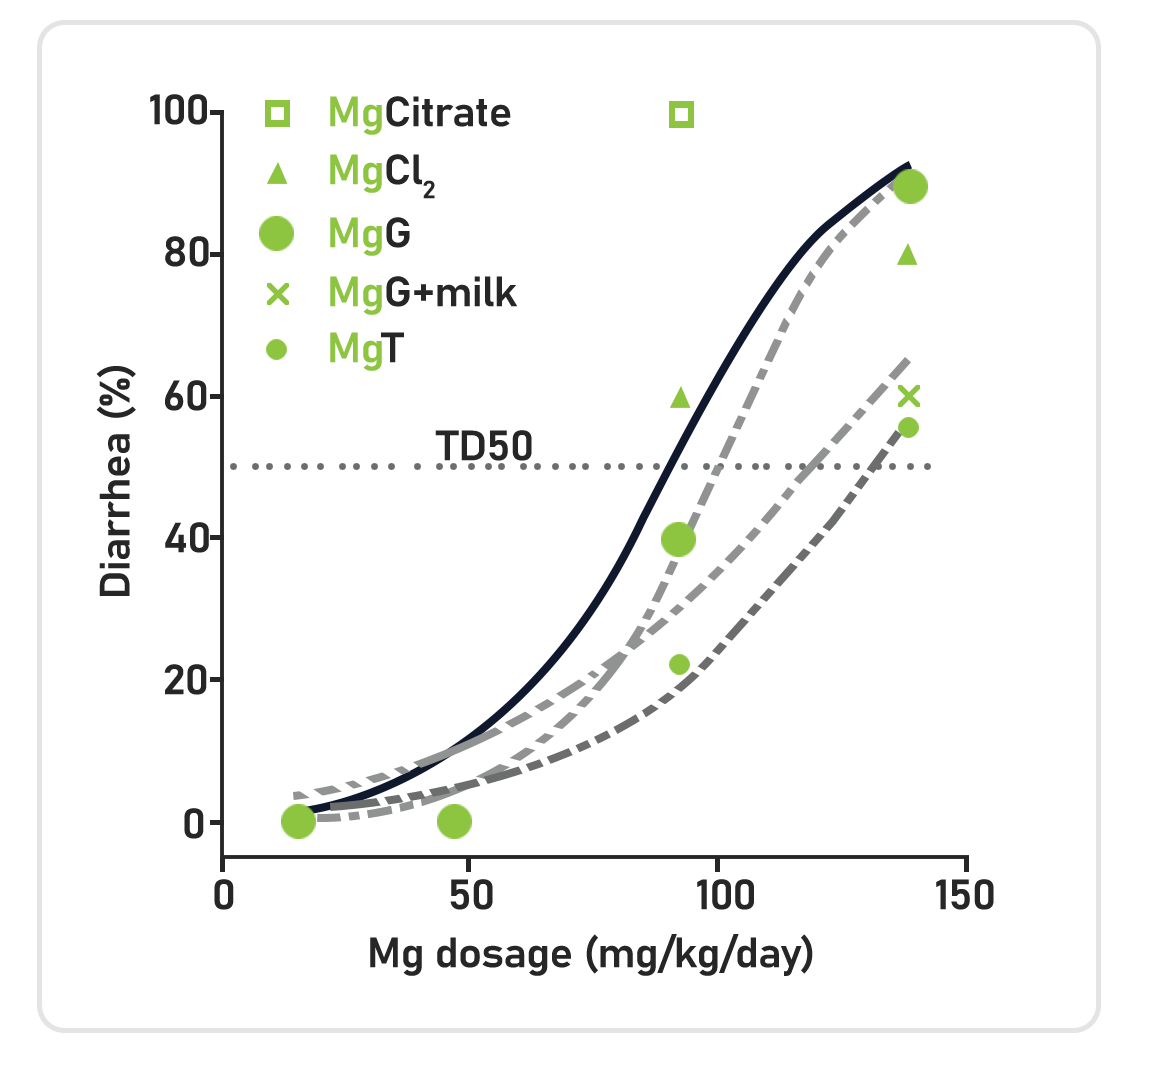 100
MgCitrate
MgCl₂
80
MgG
MgG+milk
MgT
60
TD50
Diarrhea (%)
40
20
0
0 50 100 150
Mg dosage (mg/kg/day)